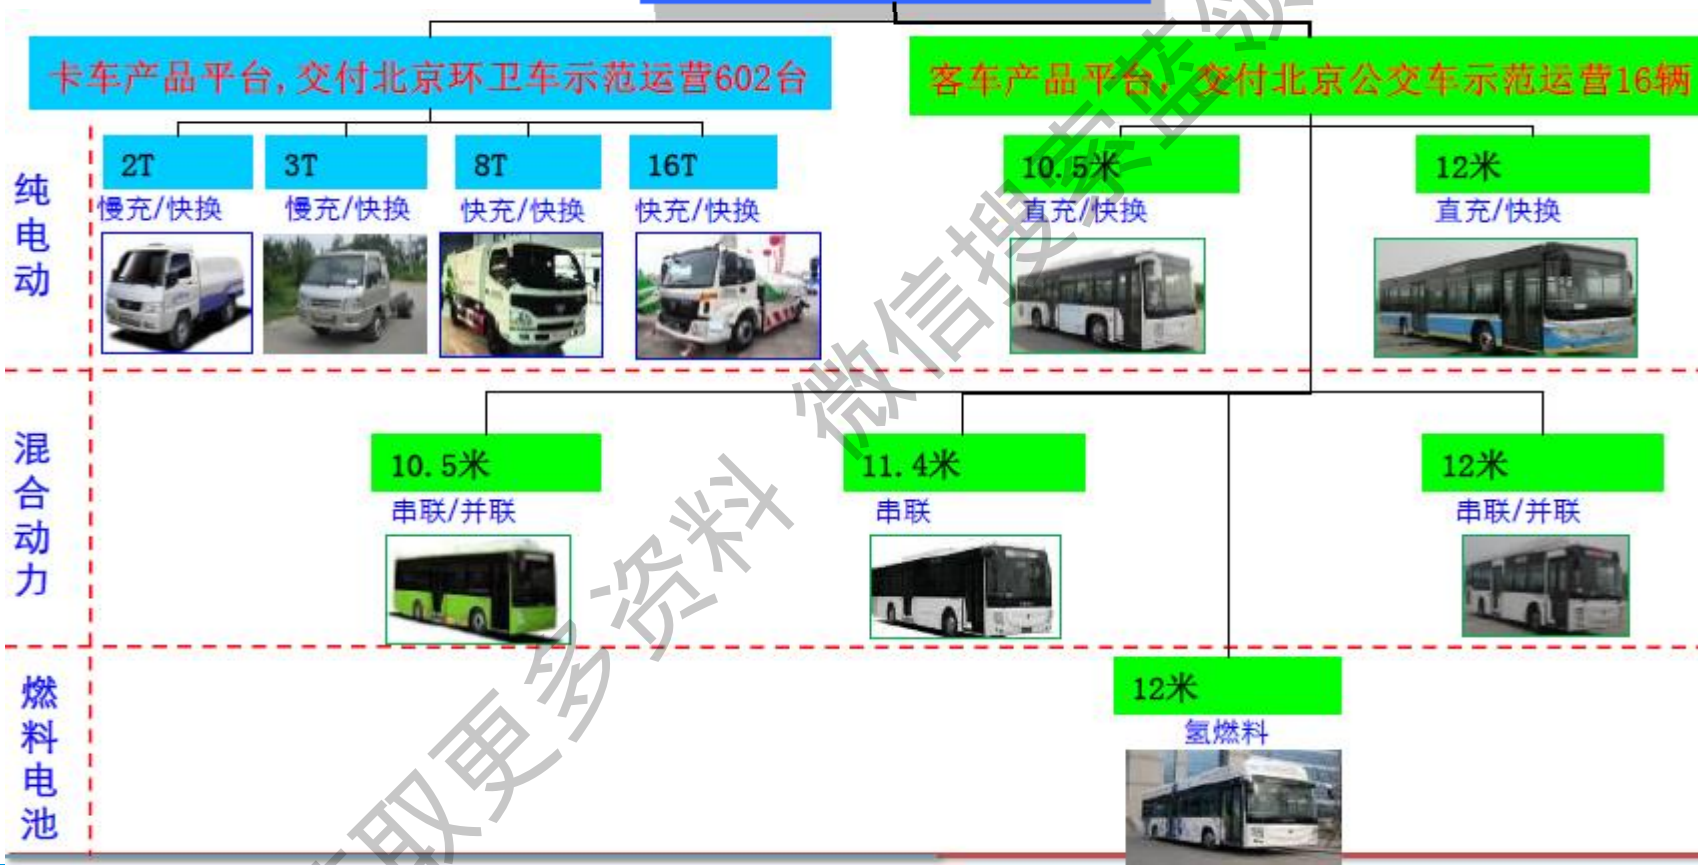 卡车产品平台,交付北京环卫车示范运营602台
客车产品平台，交付北京公交车示范运营16辆
纯电动
2T
3T
8T
16T
10.5米
12米
慢充/快换
慢充/快换
快充/快换
快充/快换
直充/快换
直充/快换
混合动力
10.5米
11.4米
12米
串联/并联
串联
串联/并联
燃料电池
12米
氢燃料
取更多资料 微信搜索蓝领